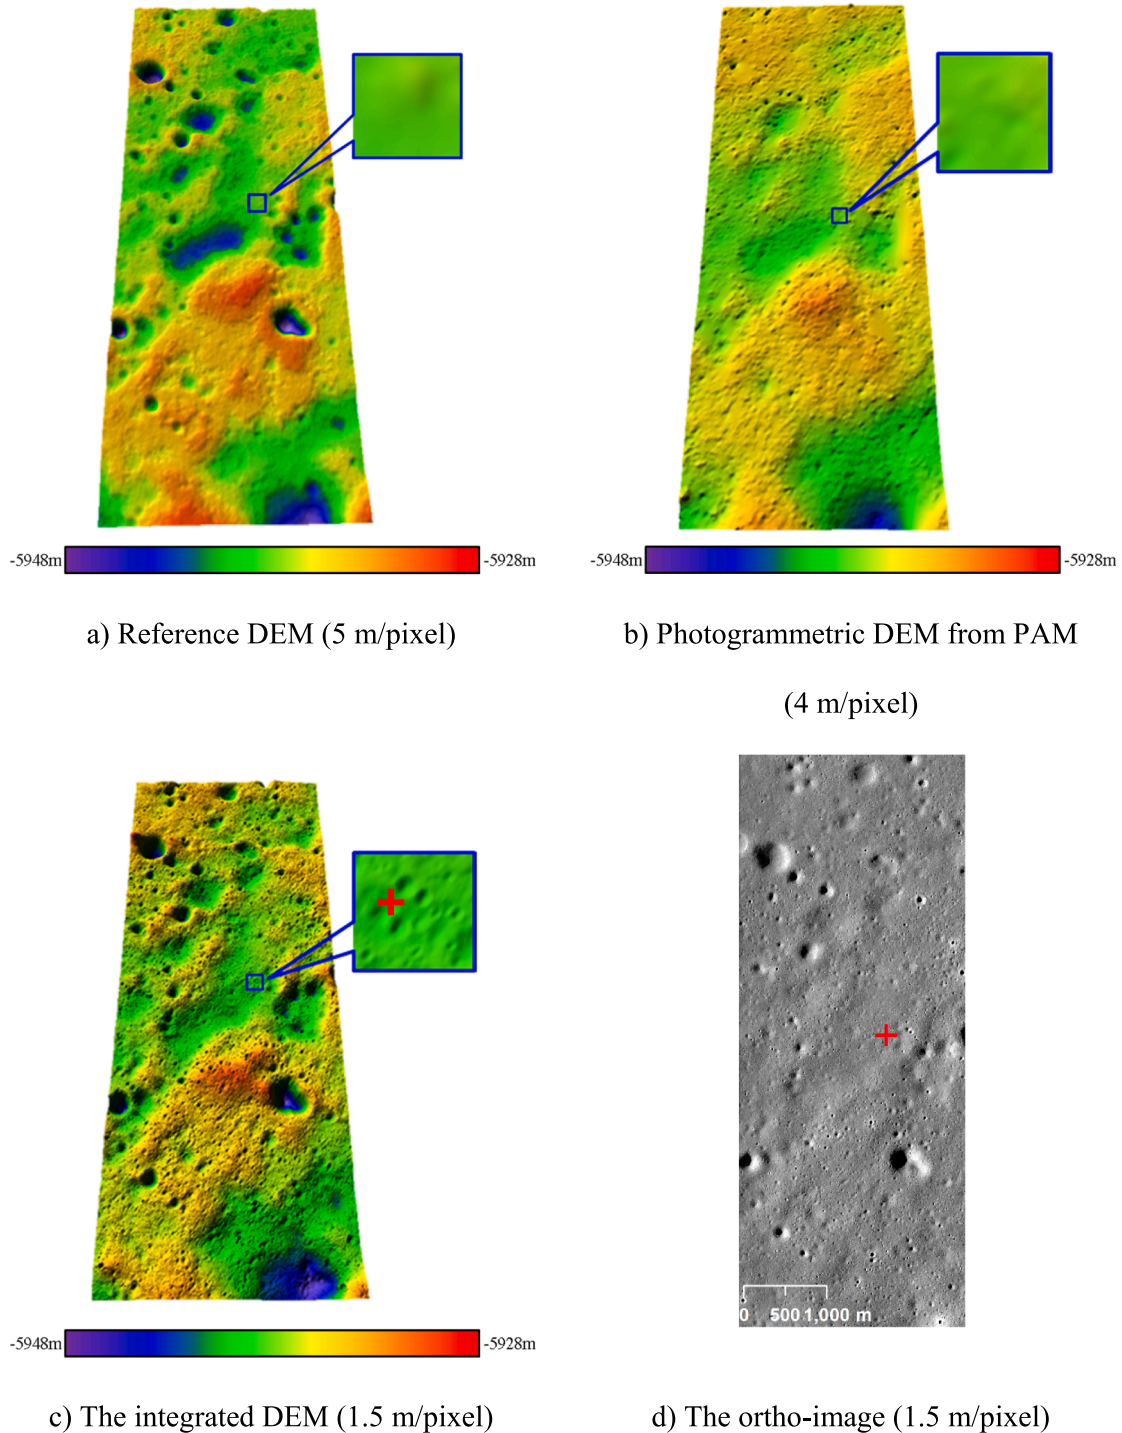 -5948m -5928m
-5948m -5928m
a) Reference DEM (5 m/pixel)
b) Photogrammetric DEM from PAM
(4 m/pixel)
0 500 1,000 m
-5948m -5928m
c) The integrated DEM (1.5 m/pixel)
d) The ortho-image (1.5 m/pixel)